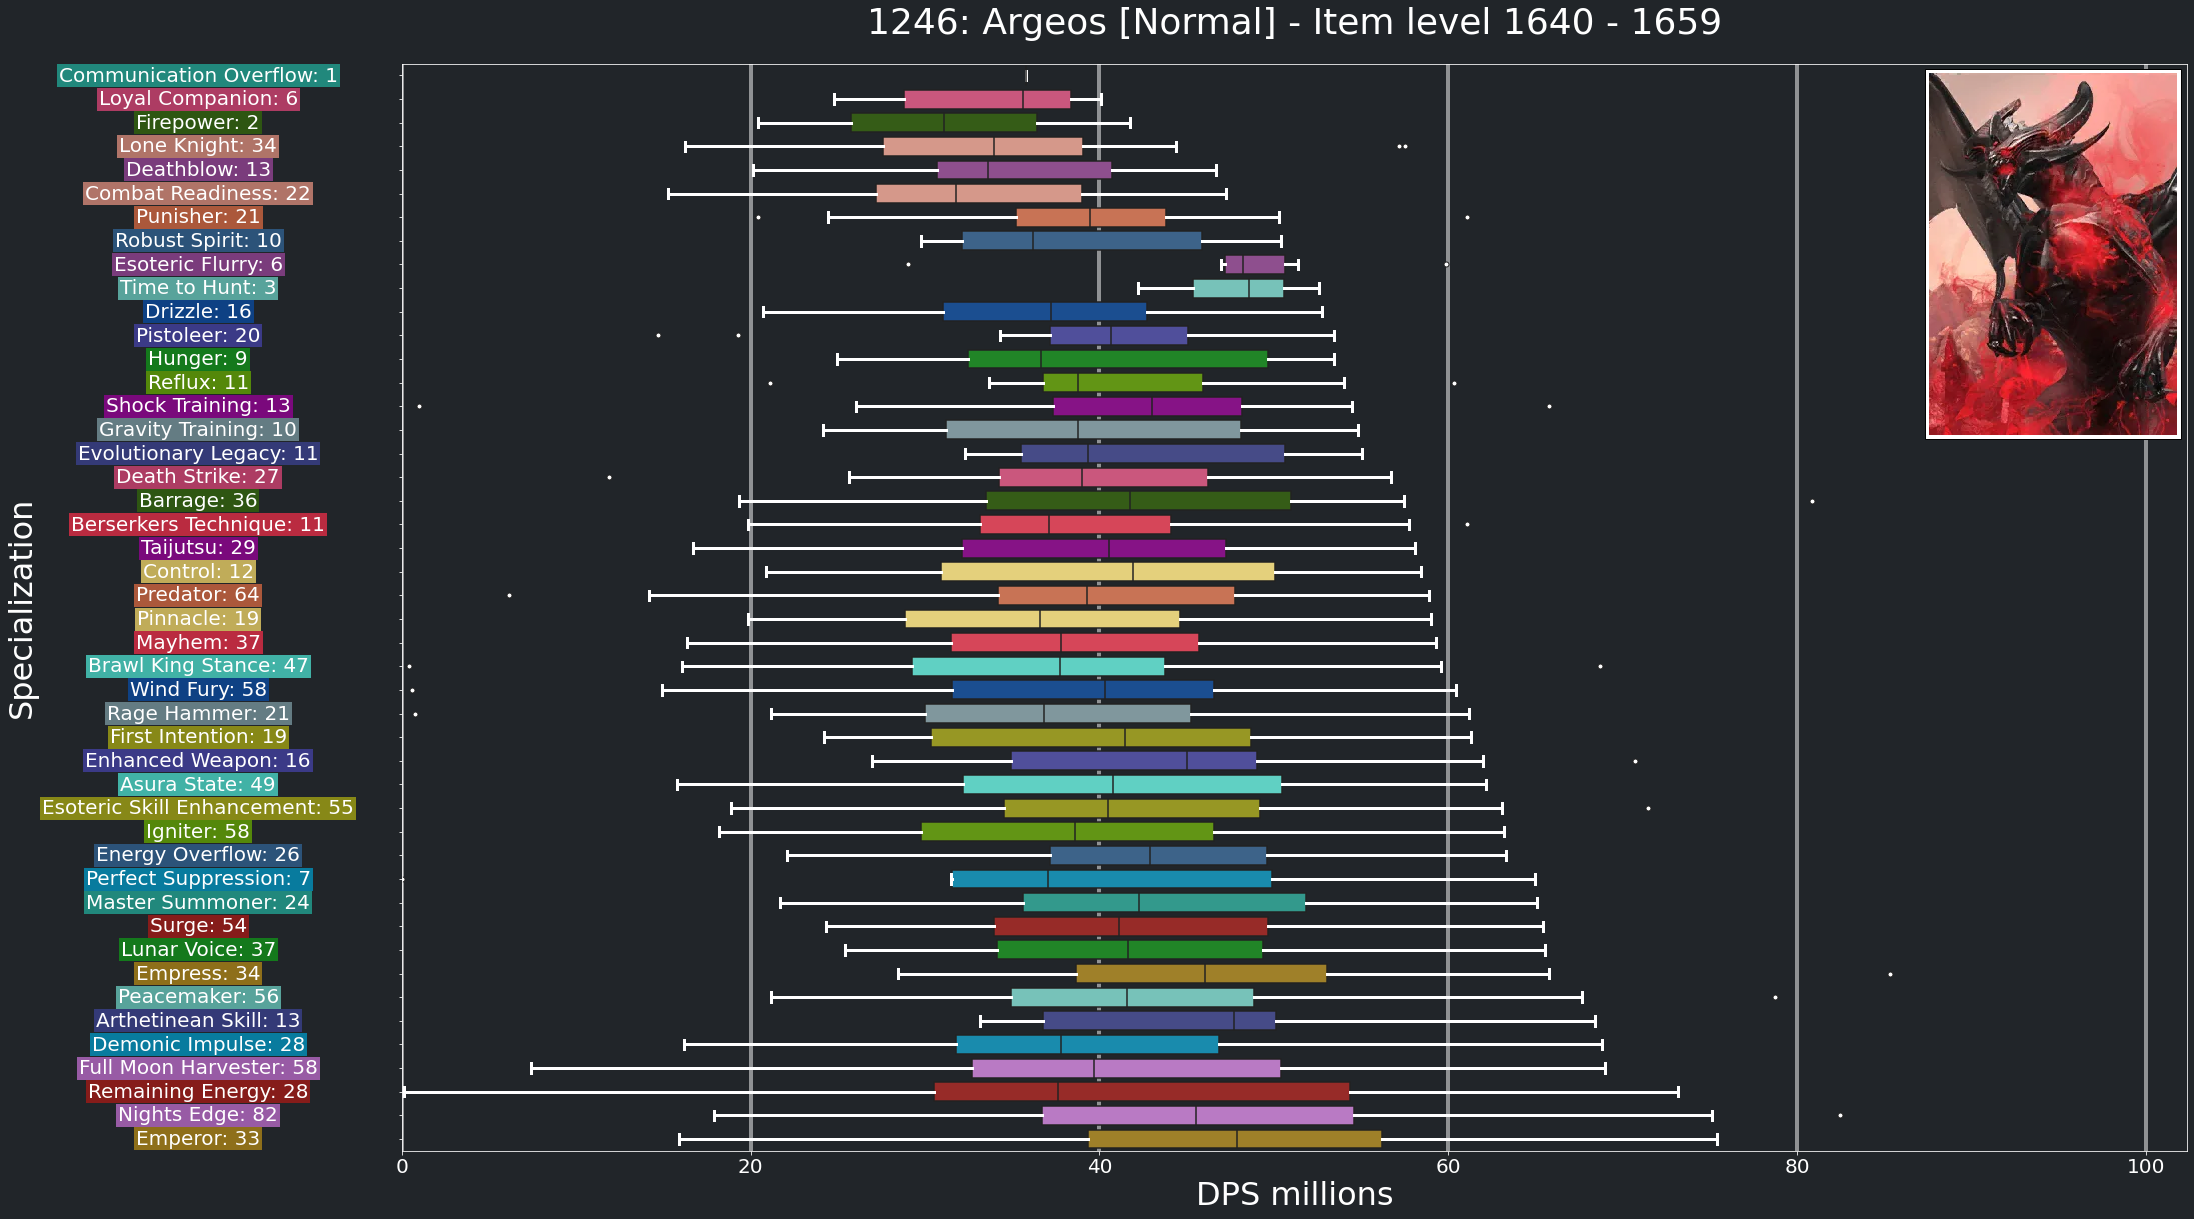 1246: Argeos [Normal] - Item level 1640 - 1659
Communication Overflow: 1
Loyal Companion: 6
Firepower: 2
Lone Knight: 34
Deathblow: 13
Combat Readiness: 22
Punisher: 21
Robust Spirit: 10
Esoteric Flurry: 6
Time to Hunt: 3
Drizzle: 16
Pistoleer: 20
Hunger: 9
Reflux: 11
Shock Training: 13
Gravity Training: 10
Evolutionary Legacy: 11
Death Strike: 27
Barrage: 36
Berserkers Technique: 11
Taijutsu: 29
Control: 12
Predator: 64
Pinnacle: 19
Mayhem: 37
Brawl King Stance: 47
Wind Fury: 58
Rage Hammer: 21
First Intention: 19
Enhanced Weapon: 16
Asura State: 49
Esoteric Skill Enhancement: 55
Igniter: 58
Energy Overflow: 26
Perfect Suppression: 7
Master Summoner: 24
Surge: 54
Lunar Voice: 37
Empress: 34
Peacemaker: 56
Arthetinean Skill: 13
Demonic Impulse: 28
Full Moon Harvester: 58
Remaining Energy: 28
Nights Edge: 82
Emperor: 33
Specialization
0 20 40 60 80 100
DPS millions